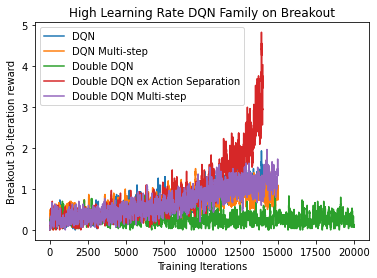 High Learning Rate DQN Family on Breakout
Breakout 30-iteration reward
5
4
3
2
1
0
DQN
DQN Multi-step
Double DQN
Double DQN ex Action Separation
Double DQN Multi-step
0 2500 5000 7500 10000 12500 15000 17500 20000
Training Iterations